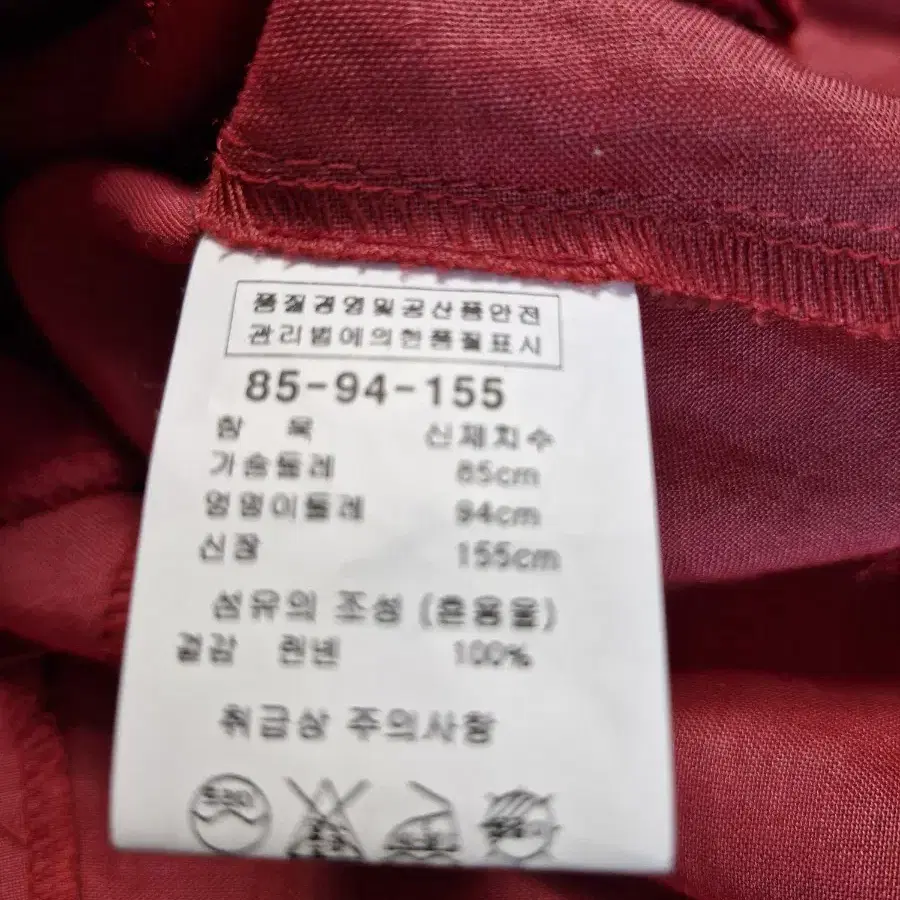 품질경영및공산품안전
관리법에의한품질표시
85-94-155
항 목 신체치수
가슴둘레 85cm
엉덩이둘레 94cm
신장 155cm
섬유의 조성 (혼용율)
겉감 린넨 100%
취급상 주의사항